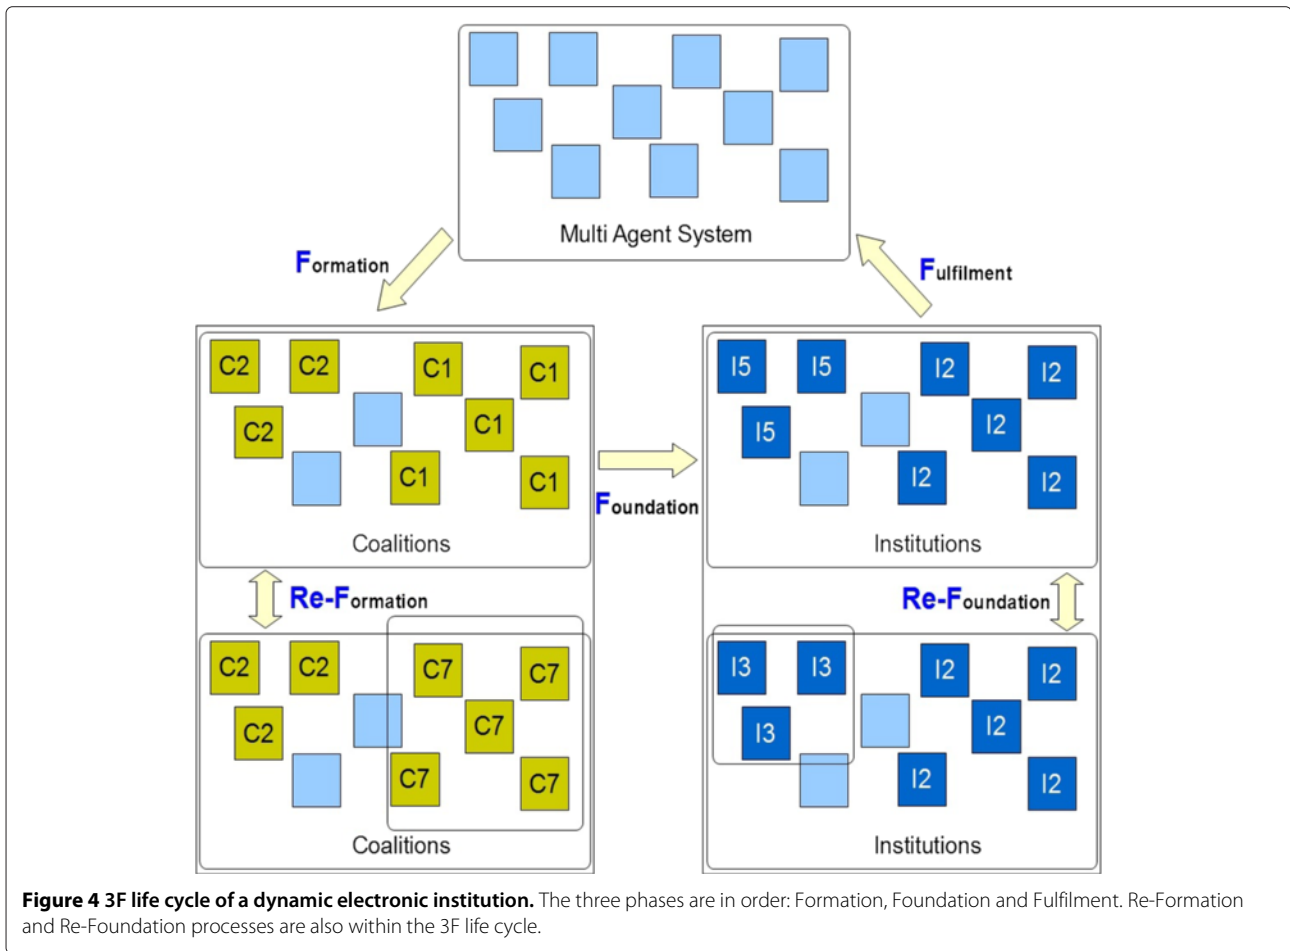 Multi Agent System
Formation
Fulfilment
C2 C2 C1 C1
C2 C1
C1 C1
Coalitions
Foundation
I5 I5 I2 I2
I5 I2
I2 I2
Institutions
Re-Formation
Re-Foundation
C2 C2 C7 C7
C2 C7
C7 C7
Coalitions
I3 I3 I2 I2
I3 I2
I2 I2
Institutions
Figure 4 3F life cycle of a dynamic electronic institution. The three phases are in order: Formation, Foundation and Fulfilment. Re-Formation
and Re-Foundation processes are also within the 3F life cycle.